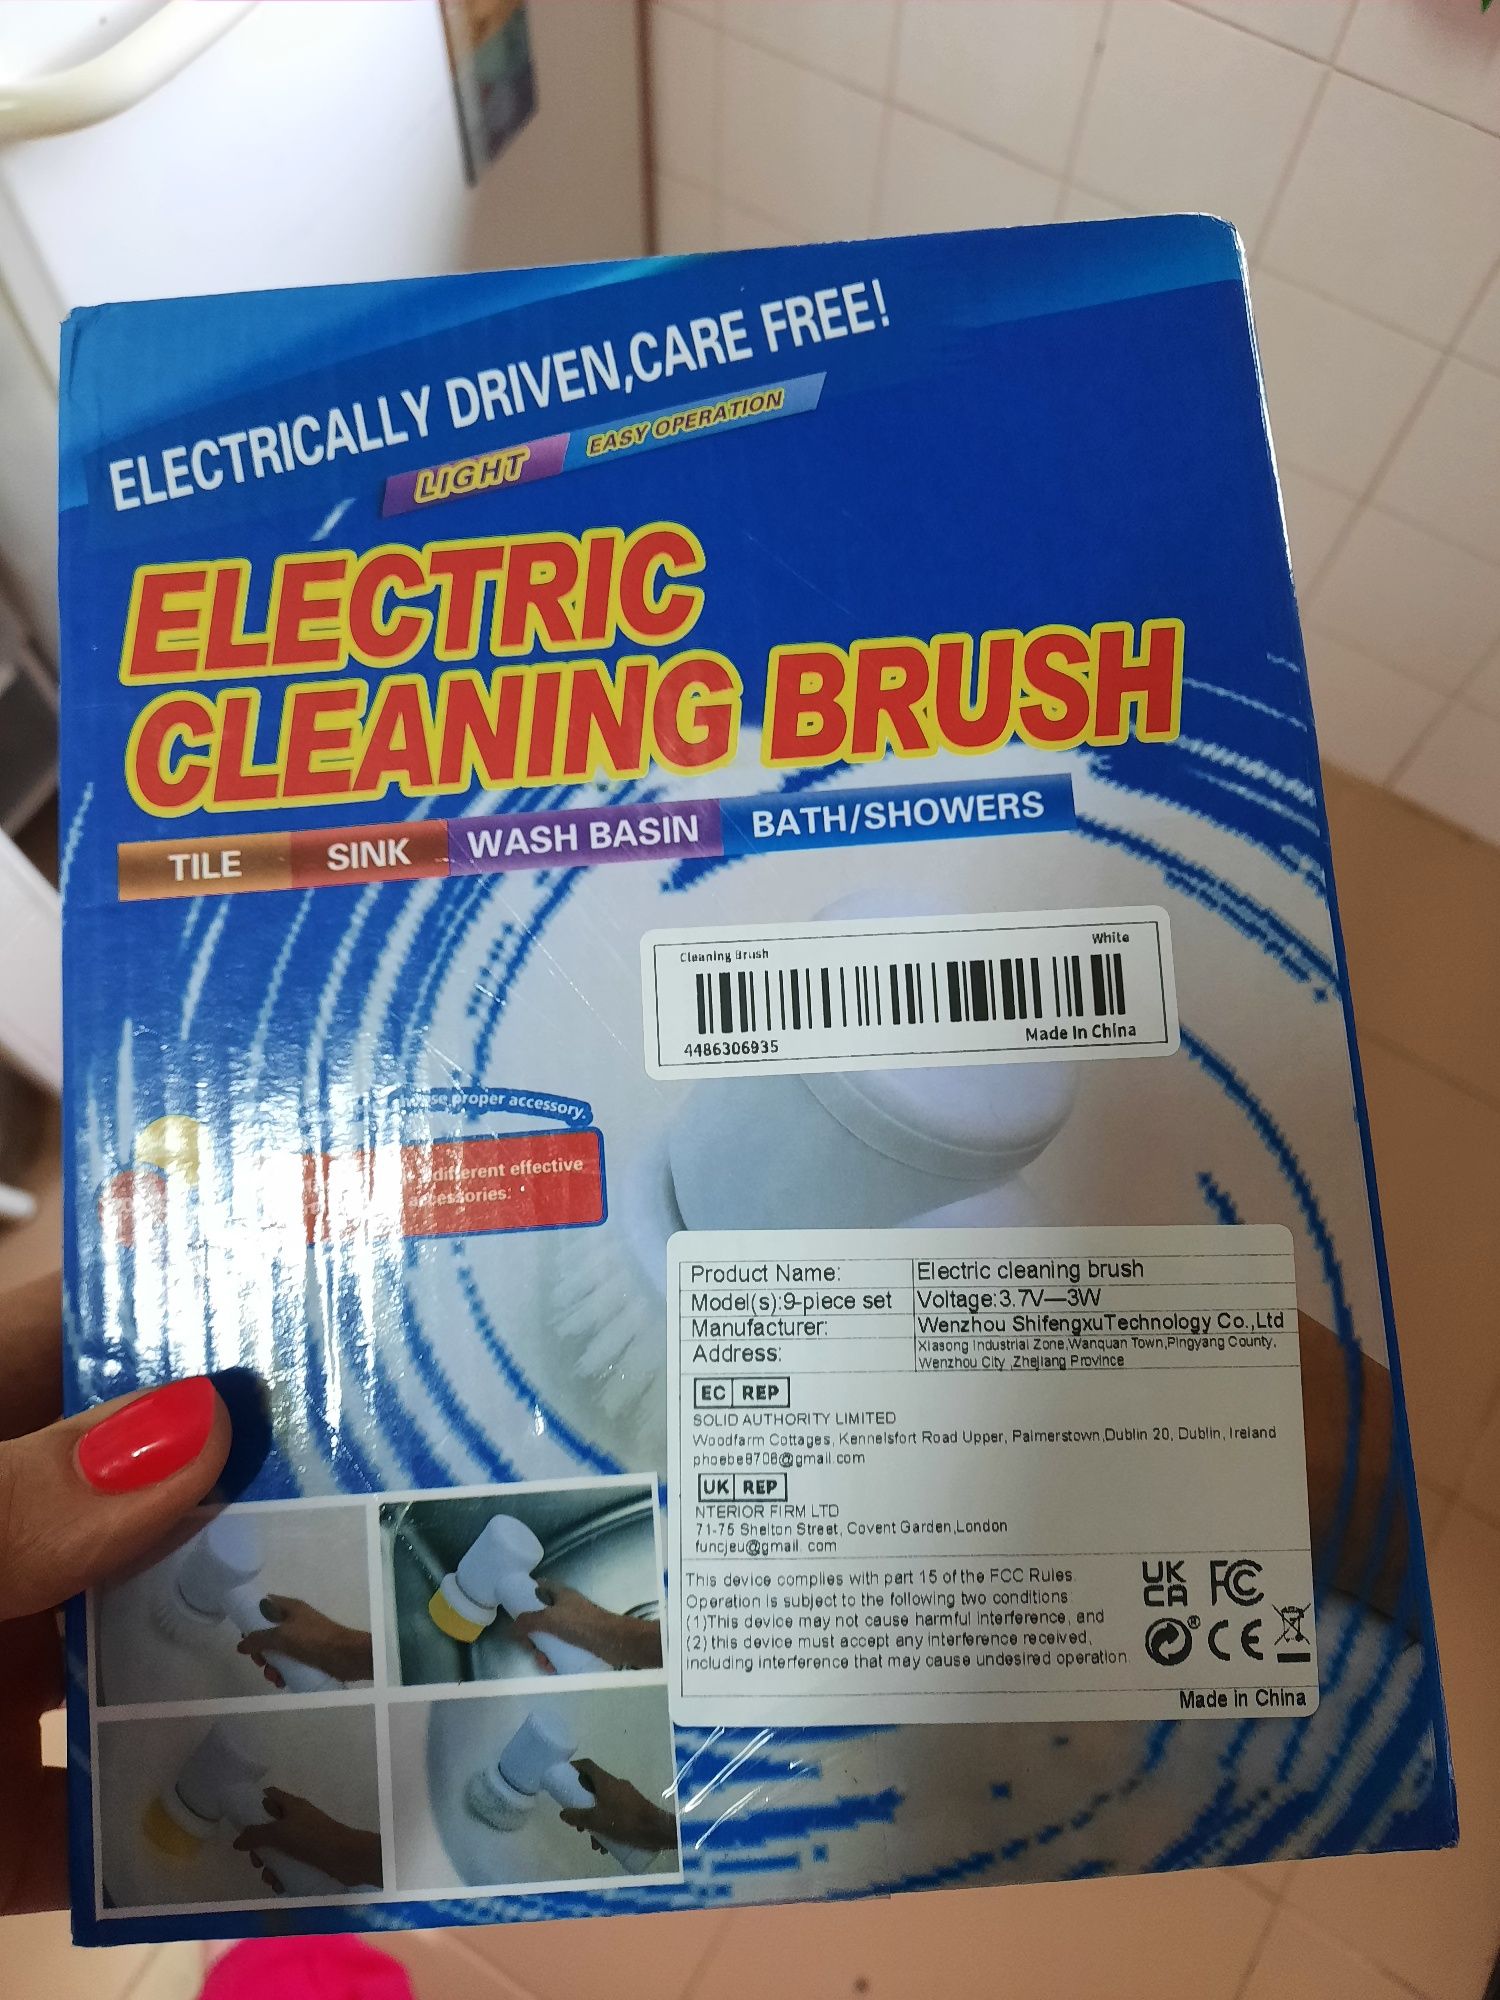 ELECTRICALLY DRIVEN,CARE FREE!
LIGHT EASY OPERATION
ELECTRIC
CLEANING BRUSH
TILE SINK WASH BASIN BATH/SHOWERS
Cleaning Brush White
4486306935 Made In China
proper accessory.
different effective
accessories:
Product Name: Electric cleaning brush
Model(s):9-piece set Voltage:3.7V—3W
Manufacturer: Wenzhou ShifengxuTechnology Co.,Ltd
Address: Xiasong Industrial Zone,Wanquan Town,Pingyang County,
Wenzhou City ,Zhejiang Province
EC REP
SOLID AUTHORITY LIMITED
Woodfarm Cottages, Kennelsfort Road Upper, Palmerstown,Dublin 20, Dublin, Ireland
phoebe8708@gmail.com
UK REP
NTERIOR FIRM LTD
71-75 Shelton Street, Covent Garden,London
funcjeu@gmail. com
This device complies with part 15 of the FCC Rules.
Operation is subject to the following two conditions:
(1)This device may not cause harmful interference, and
(2) this device must accept any interference received,
including interference that may cause undesired operation.
UK
CA FC
® CE
Made in China